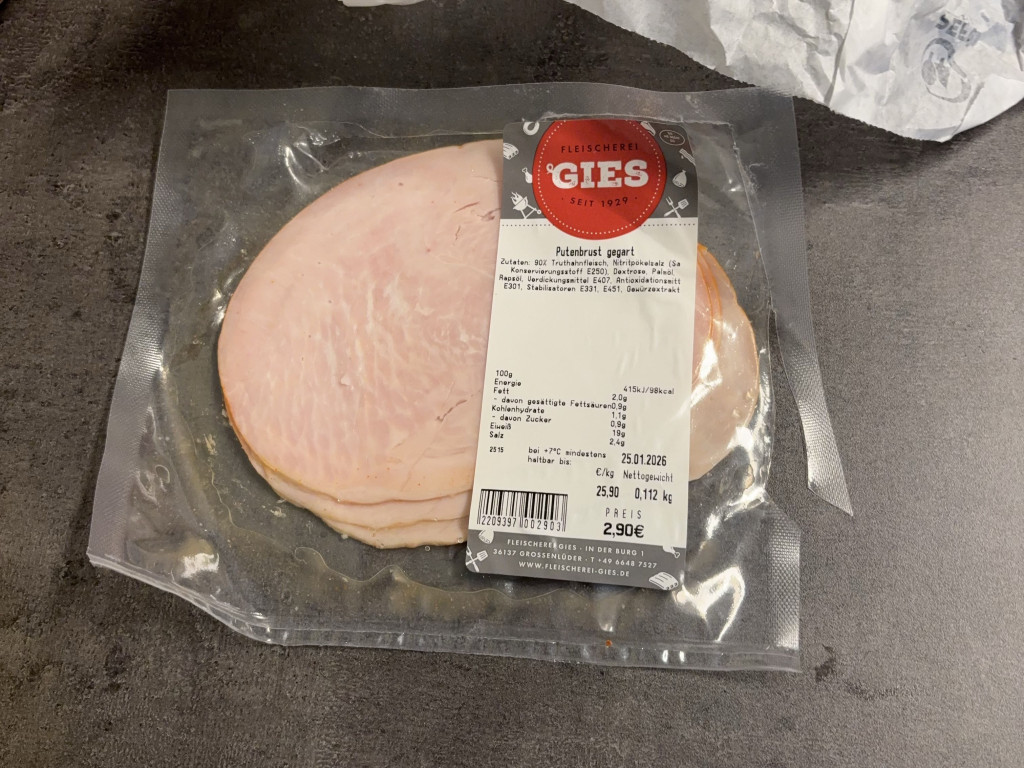 FLEISCHEREI
GIES
· SEIT 1929 ·
Putenbrust gegart
Zutaten: 90% Truthahnfleisch, Nitritpökelsalz (Sa
Konservierungsstoff E250), Dextrose, Palmöl,
Rapsöl, Verdickungsmittel E407, Antioxidationsmitt
E301, Stabilisatoren E331, E451, Gewürzextrakt
100g
Energie 415kJ/98kcal
Fett 2,0g
- davon gesättigte Fettsäuren 0,9g
Kohlenhydrate 1,1g
- davon Zucker 0,9g
Eiweiß 19g
Salz 2,4g
2515 bei +7°C mindestens
haltbar bis: 25.01.2026
€/kg Nettogewicht
25,90 0,112 kg
PREIS
2,90€
2209397 002903
FLEISCHEREI GIES · IN DER BURG 1
36137 GROSSENLÜDER · T +49 6648 7527
WWW.FLEISCHEREI-GIES.DE